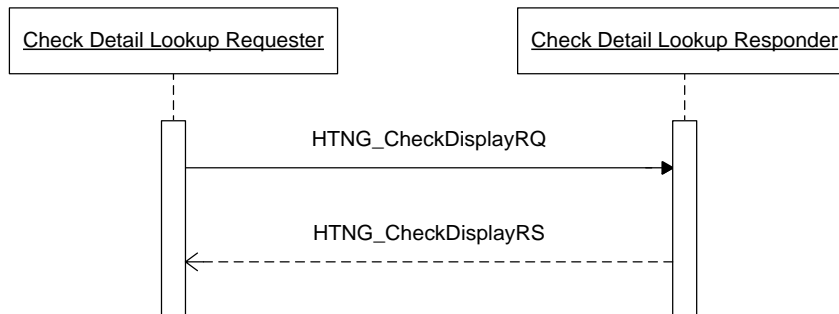 Check Detail Lookup Requester
Check Detail Lookup Responder
HTNG_CheckDisplayRQ
HTNG_CheckDisplayRS